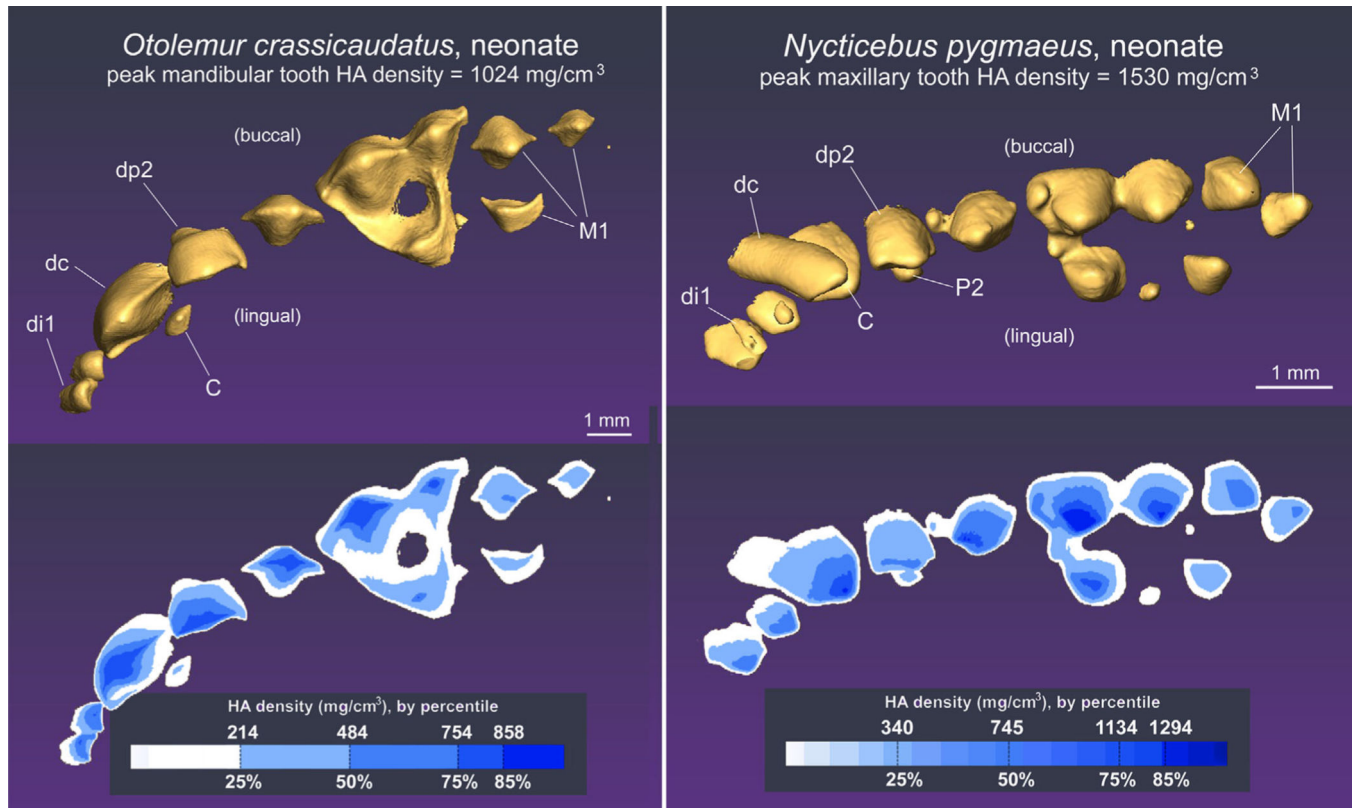 Otolemur crassicaudatus, neonate
peak mandibular tooth HA density = 1024 mg/cm³
(buccal)
dp2
M1
dc
(lingual)
di1
C
1 mm
HA density (mg/cm³), by percentile
214 484 754 858
25% 50% 75% 85%
Nycticebus pygmaeus, neonate
peak maxillary tooth HA density = 1530 mg/cm³
M1
(buccal)
dp2
dc
P2
di1
C
(lingual)
1 mm
HA density (mg/cm³), by percentile
340 745 1134 1294
25% 50% 75% 85%